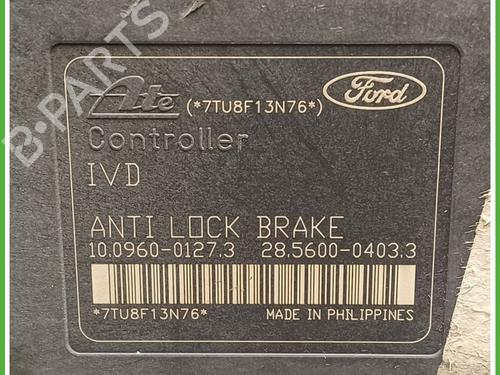 Ate (*7TU8F13N76*) Ford
Controller
IVD
ANTI LOCK BRAKE
10.0960-0127.3 28.5600-0403.3
*7TU8F13N76* MADE IN PHILIPPINES
B-PARTS